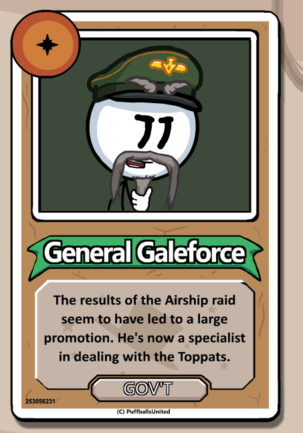 General Galeforce
The results of the Airship raid
seem to have led to a large
promotion. He's now a specialist
in dealing with the Toppats.
GOV'T
253056231
(C) PuffballsUnited